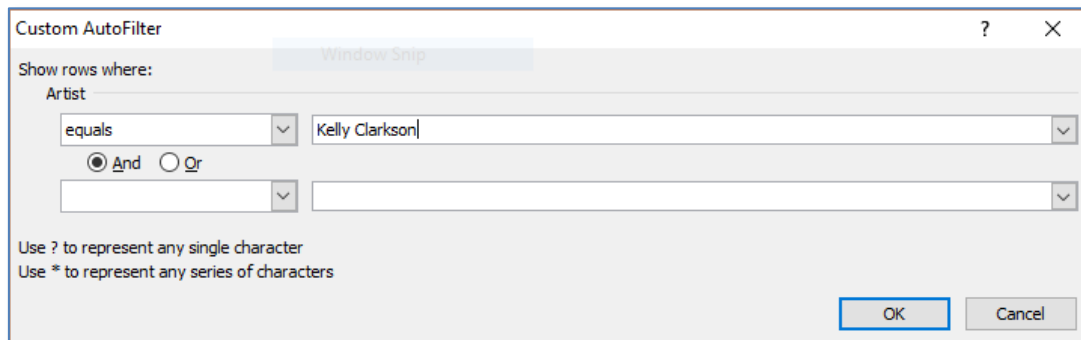 Custom AutoFilter ?
Window Snip
Show rows where:
Artist
equals Kelly Clarkson
And Or
Use ? to represent any single character
Use * to represent any series of characters
OK Cancel